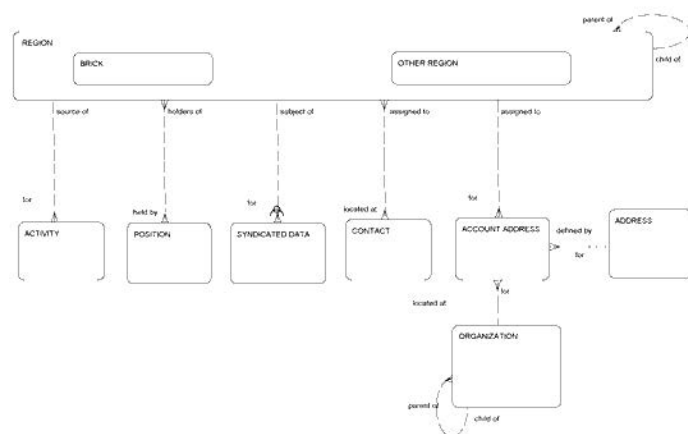 parent of
REGION
BRICK
OTHER REGION
child of
source of
holders of
subject of
assigned to
assigned to
for
held by
for
located at
for
ACTIVITY
POSITION
SYNDICATED DATA
CONTACT
ACCOUNT ADDRESS
defined by
ADDRESS
for
for
located at
ORGANIZATION
parent of
child of